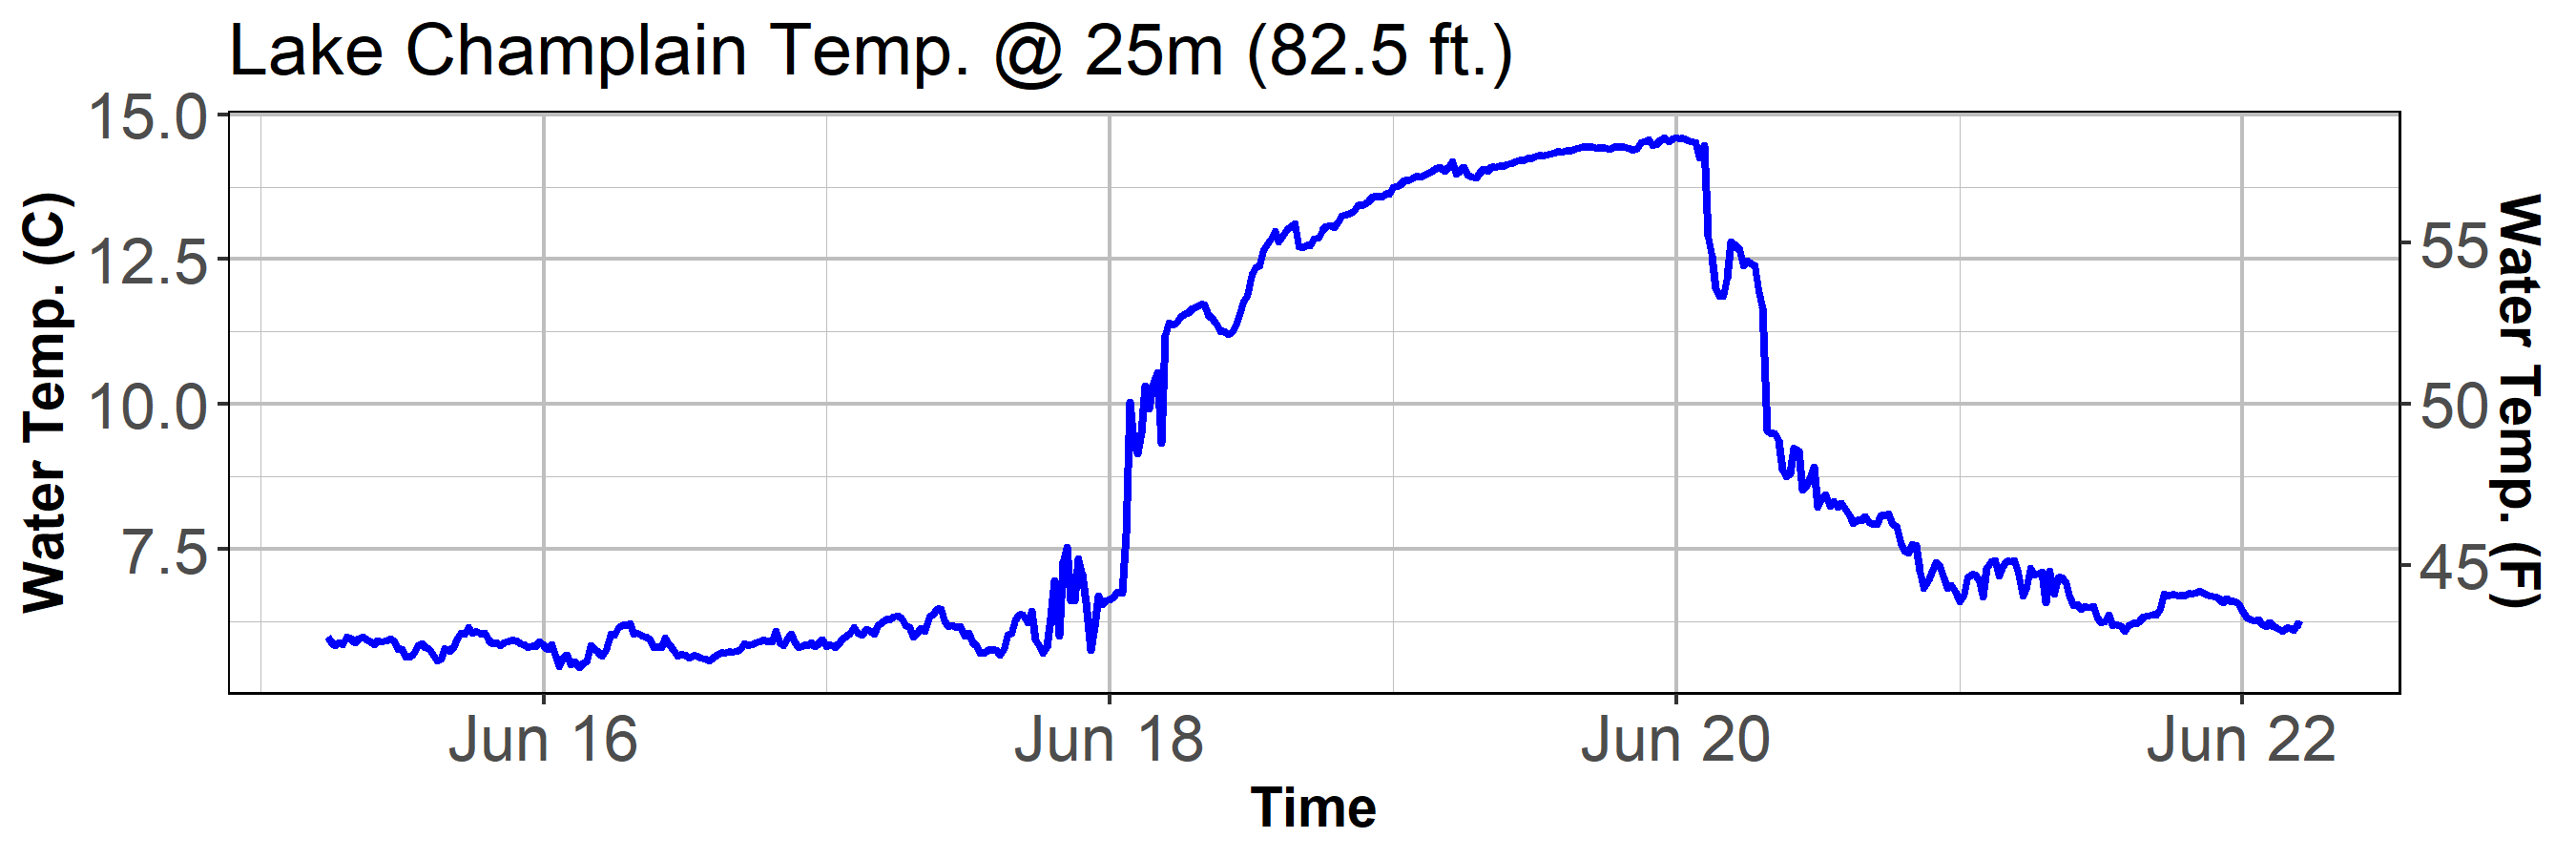 Lake Champlain Temp. @ 25m (82.5 ft.)
Water Temp. (C)
15.0
12.5
10.0
7.5
55
50
45
Water Temp. (F)
Jun 16 Jun 18 Jun 20 Jun 22
Time